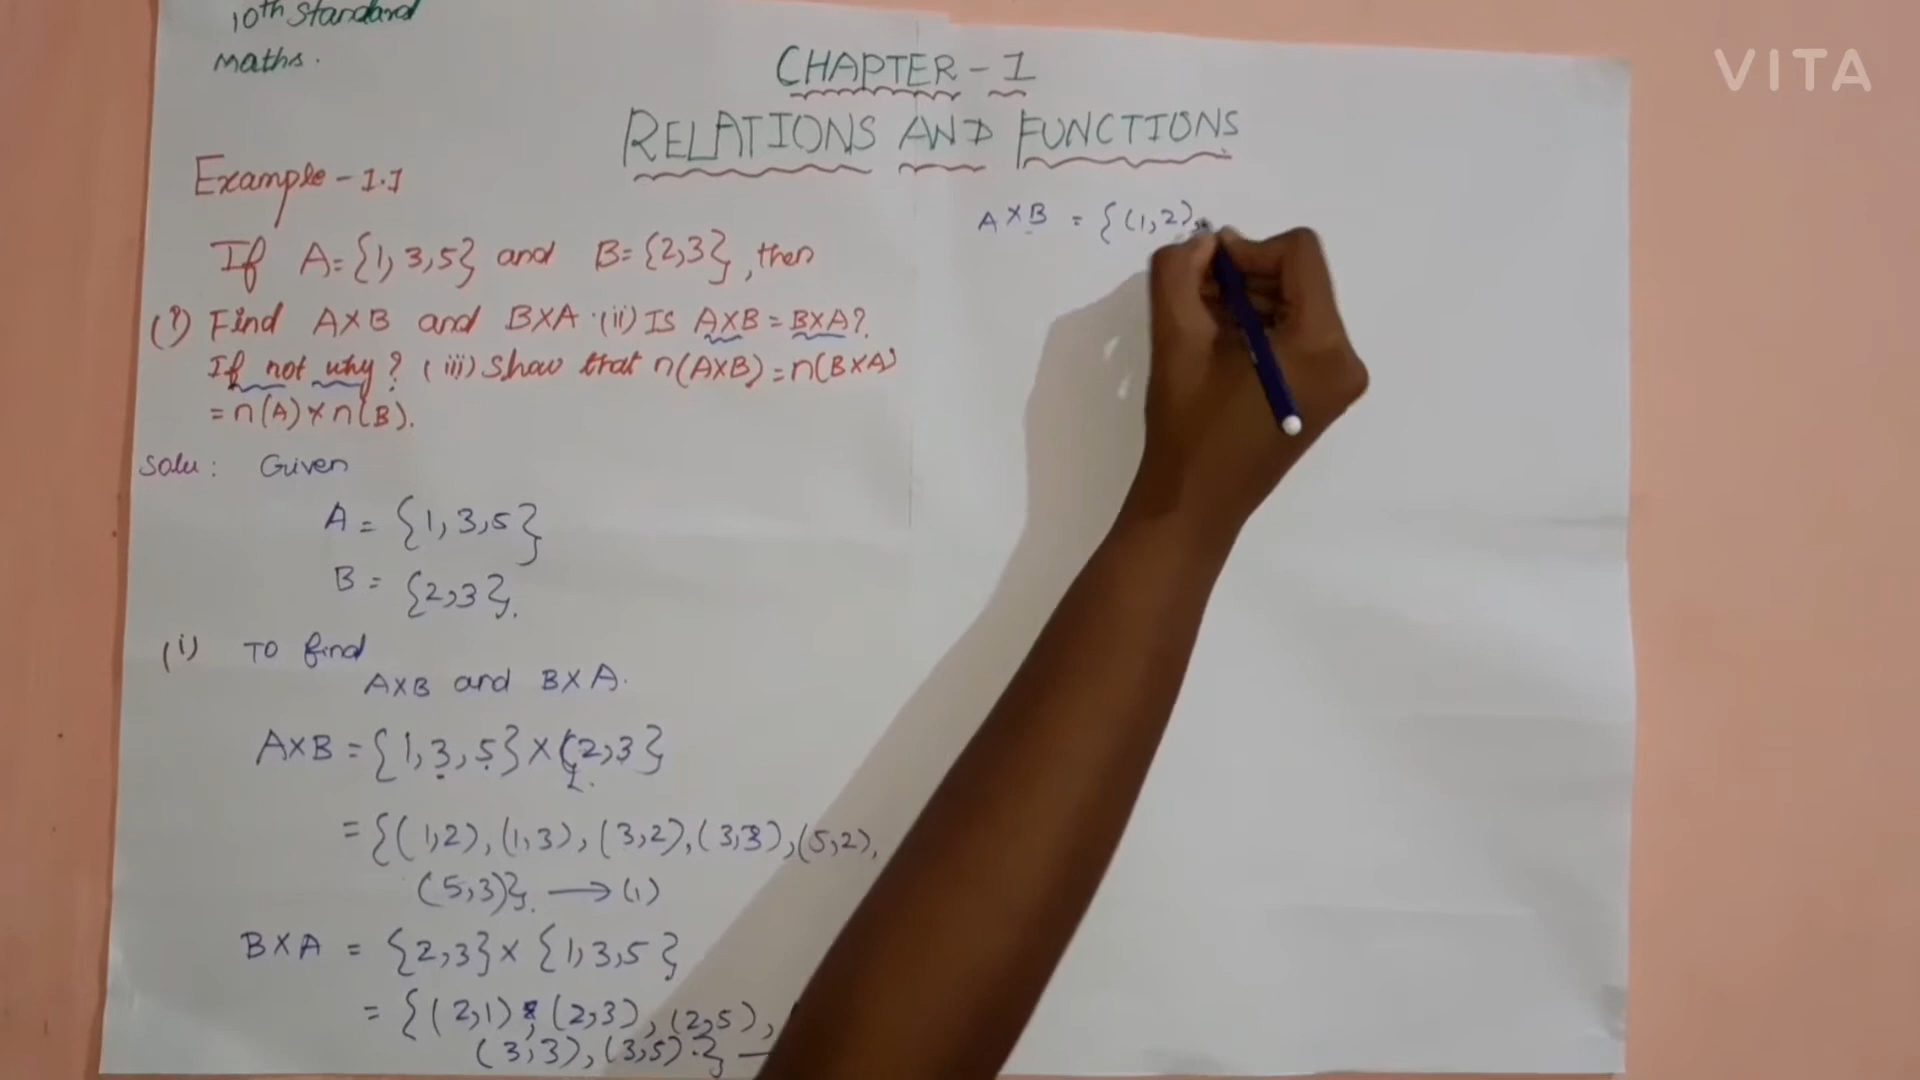 10th Standard
Maths.
VITA
CHAPTER - 1
RELATIONS AND FUNCTIONS
Example - 1.1
If A = {1, 3, 5} and B = {2, 3}, then
(i) Find A×B and B×A. (ii) Is A×B = B×A?
If not why? (iii) Show that n(A×B) = n(B×A)
= n(A) × n(B).
Solu: Given
A = {1, 3, 5}
B = {2, 3}.
(i) To find
A×B and B×A.
A×B = {1, 3, 5} × {2, 3}
= {(1,2), (1,3), (3,2), (3,3), (5,2),
(5,3)}. → (1)
B×A = {2,3} × {1,3,5}
= {(2,1), (2,3), (2,5),
(3,3), (3,5).}
A×B = {(1,2),